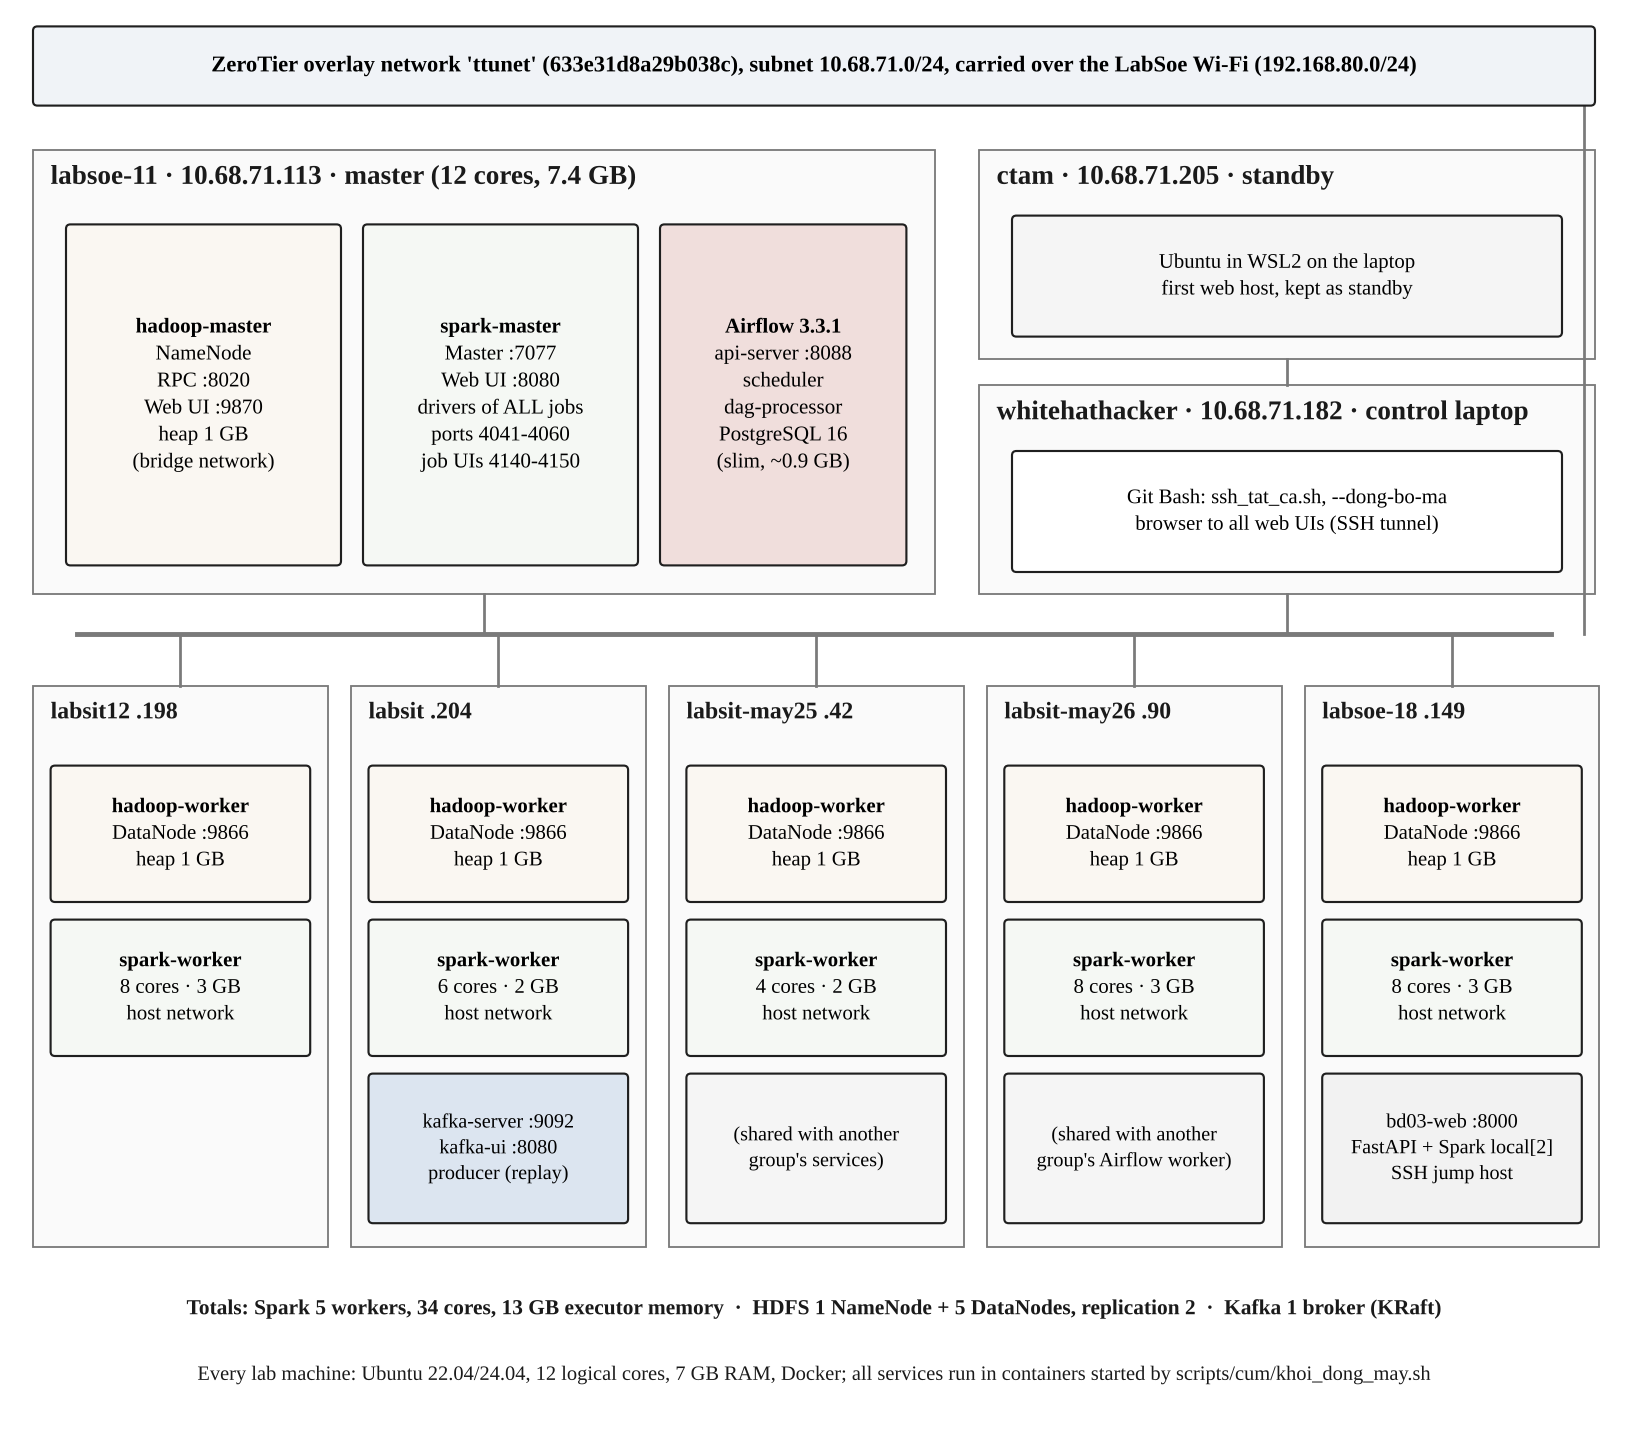 ZeroTier overlay network 'ttunet' (633e31d8a29b038c), subnet 10.68.71.0/24, carried over the LabSoe Wi-Fi (192.168.80.0/24)
labsoe-11 · 10.68.71.113 · master (12 cores, 7.4 GB)
hadoop-master
NameNode
RPC :8020
Web UI :9870
heap 1 GB
(bridge network)
spark-master
Master :7077
Web UI :8080
drivers of ALL jobs
ports 4041-4060
job UIs 4140-4150
Airflow 3.3.1
api-server :8088
scheduler
dag-processor
PostgreSQL 16
(slim, ~0.9 GB)
ctam · 10.68.71.205 · standby
Ubuntu in WSL2 on the laptop
first web host, kept as standby
whitehathacker · 10.68.71.182 · control laptop
Git Bash: ssh_tat_ca.sh, --dong-bo-ma
browser to all web UIs (SSH tunnel)
labsit12 .198
hadoop-worker
DataNode :9866
heap 1 GB
spark-worker
8 cores · 3 GB
host network
labsit .204
hadoop-worker
DataNode :9866
heap 1 GB
spark-worker
6 cores · 2 GB
host network
kafka-server :9092
kafka-ui :8080
producer (replay)
labsit-may25 .42
hadoop-worker
DataNode :9866
heap 1 GB
spark-worker
4 cores · 2 GB
host network
(shared with another
group's services)
labsit-may26 .90
hadoop-worker
DataNode :9866
heap 1 GB
spark-worker
8 cores · 3 GB
host network
(shared with another
group's Airflow worker)
labsoe-18 .149
hadoop-worker
DataNode :9866
heap 1 GB
spark-worker
8 cores · 3 GB
host network
bd03-web :8000
FastAPI + Spark local[2]
SSH jump host
Totals: Spark 5 workers, 34 cores, 13 GB executor memory · HDFS 1 NameNode + 5 DataNodes, replication 2 · Kafka 1 broker (KRaft)
Every lab machine: Ubuntu 22.04/24.04, 12 logical cores, 7 GB RAM, Docker; all services run in containers started by scripts/cum/khoi_dong_may.sh